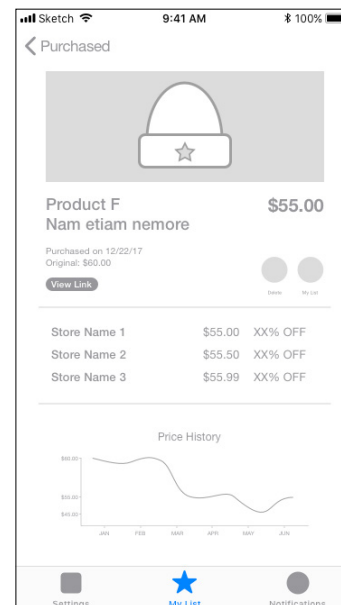 Sketch 9:41 AM 100%
Purchased
Product F $55.00
Nam etiam nemore
Purchased on 12/22/17
Original: $60.00
View Link
Delete My List
Store Name 1 $55.00 XX% OFF
Store Name 2 $55.50 XX% OFF
Store Name 3 $55.99 XX% OFF
Price History
$60.00
$55.00
$45.00
JAN FEB MAR APR MAY JUN
Settings My List Notifications